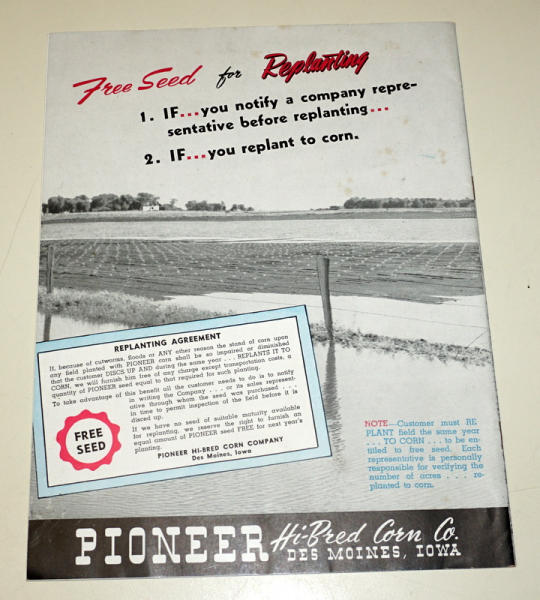 Free Seed for Replanting
1. IF...you notify a company repre-
sentative before replanting...
2. IF...you replant to corn.
REPLANTING AGREEMENT
If, because of cutworms, floods or ANY other reason the stand of corn upon
any field planted with PIONEER corn shall be so impaired or diminished
that the customer DISCS UP AND during the same year . . . REPLANTS IT TO
CORN, we will furnish him free of any charge except transportation costs, a
quantity of PIONEER seed equal to that required for such planting.
To take advantage of this benefit all the customer needs to do is to notify
in writing the Company . . . or its sales represent-
ative through whom the seed was purchased . . .
in time to permit inspection of the field before it is
disced up.
If we have no seed of suitable maturity available
for replanting, we reserve the right to furnish an
equal amount of PIONEER seed FREE for next year's
planting.
PIONEER HI-BRED CORN COMPANY
Des Moines, Iowa
FREE
SEED
NOTE—Customer must RE
PLANT field the same year
. . . TO CORN . . . to be en-
titled to free seed. Each
representative is personally
responsible for verifying the
number of acres . . . re-
planted to corn.
PIONEER Hi-Bred Corn Co.
DES MOINES, IOWA